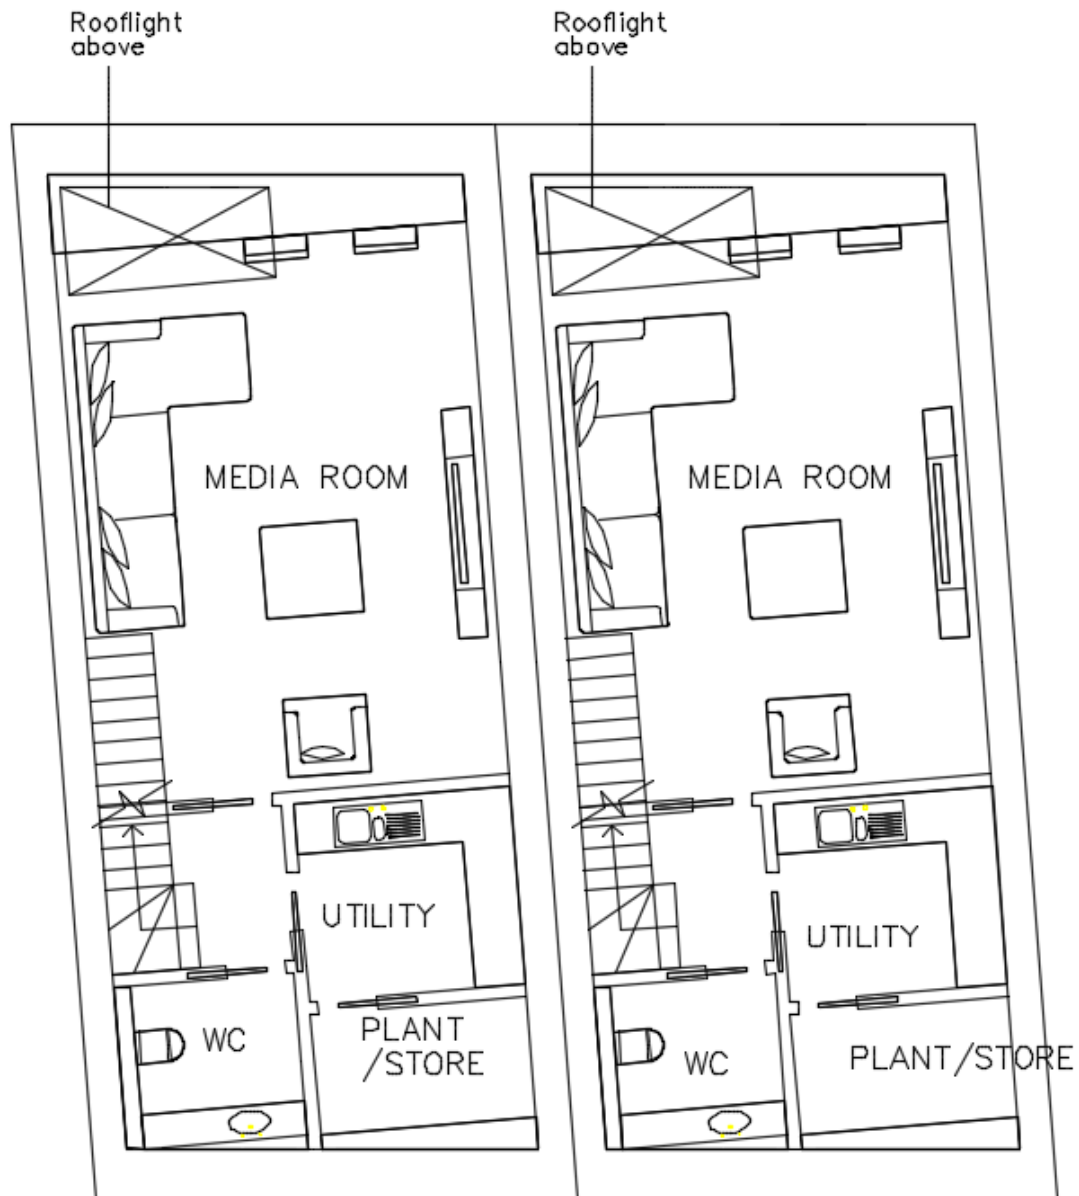 Rooflight
above
Rooflight
above
MEDIA ROOM
MEDIA ROOM
UTILITY
UTILITY
WC
PLANT
/STORE
WC
PLANT/STORE